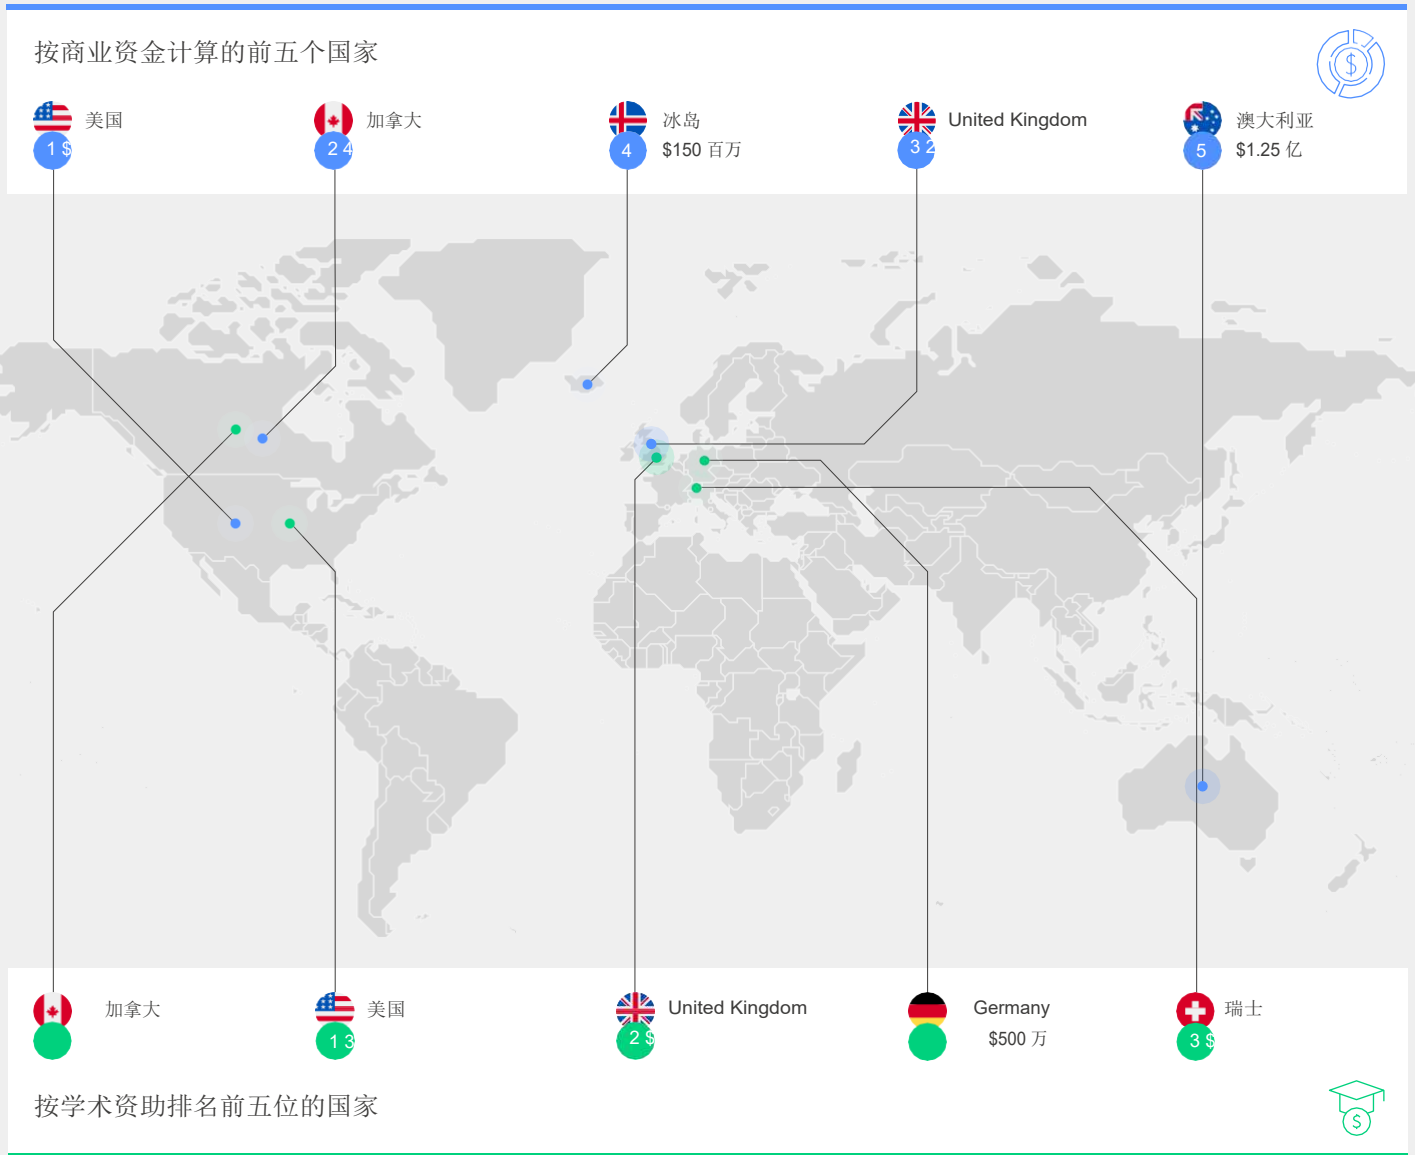 按商业资金计算的前五个国家
美国
加拿大
冰岛
United Kingdom
澳大利亚
1 $
2 4
4
$150 百万
3 2
5
$1.25 亿
加拿大
美国
United Kingdom
Germany
瑞士
1 3
2 $
$500 万
3 $
按学术资助排名前五位的国家